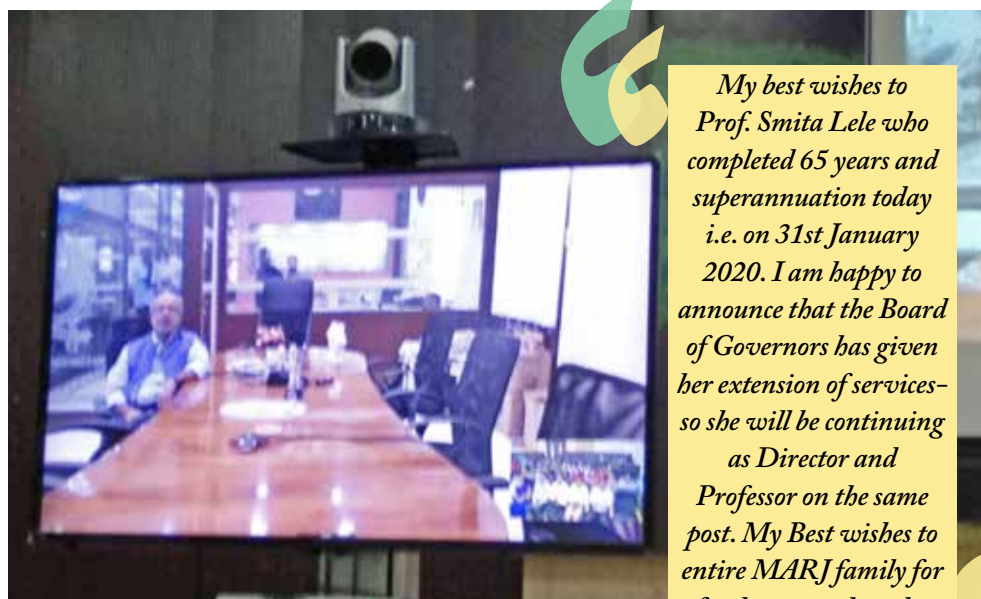 My best wishes to
Prof. Smita Lele who
completed 65 years and
superannuation today
i.e. on 31st January
2020. I am happy to
announce that the Board
of Governors has given
her extension of services-
so she will be continuing
as Director and
Professor on the same
post. My Best wishes to
entire MARJ family for